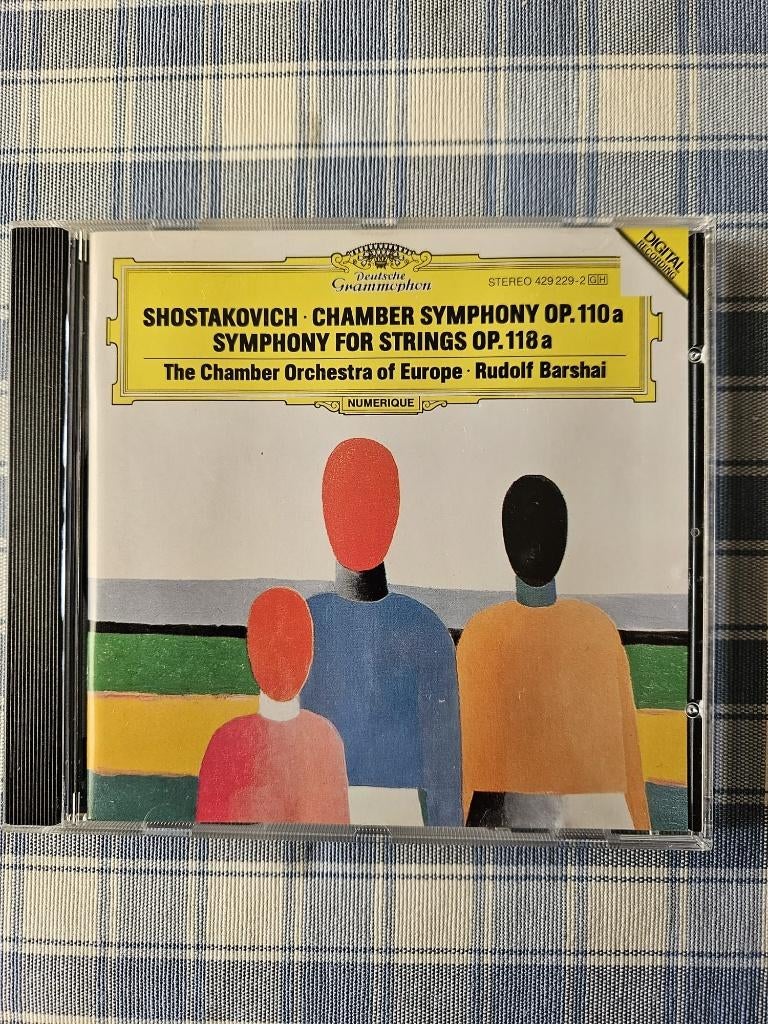 DIGITAL
RECORDING
Deutsche
Grammophon
STEREO 429 229-2 GH
SHOSTAKOVICH · CHAMBER SYMPHONY OP. 110 a
SYMPHONY FOR STRINGS OP. 118 a
The Chamber Orchestra of Europe · Rudolf Barshai
NUMERIQUE